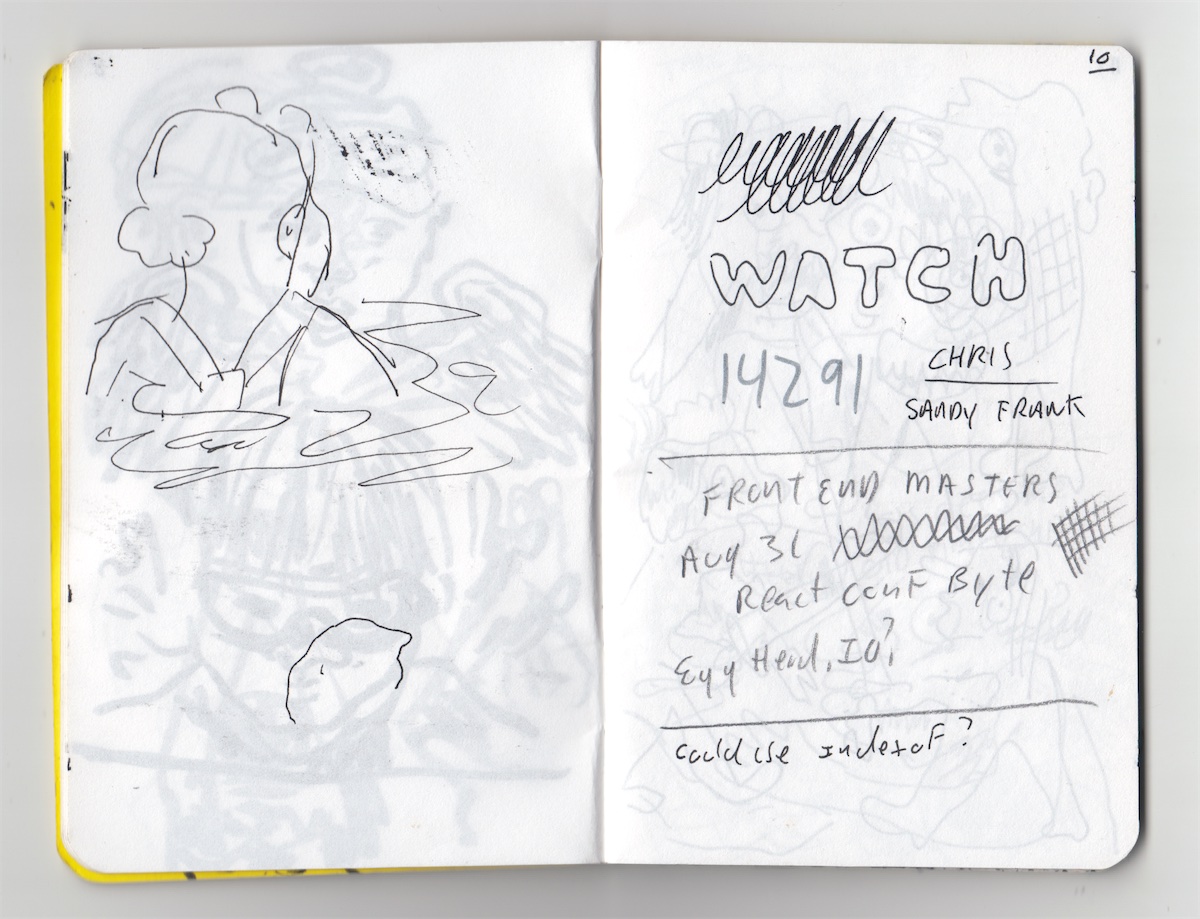 10
WATCH
14291
CHRIS
SANDY FRANK
FRONT END MASTERS
Aug 31
React conf Byte
Egg Head, IO?
could use indexof?